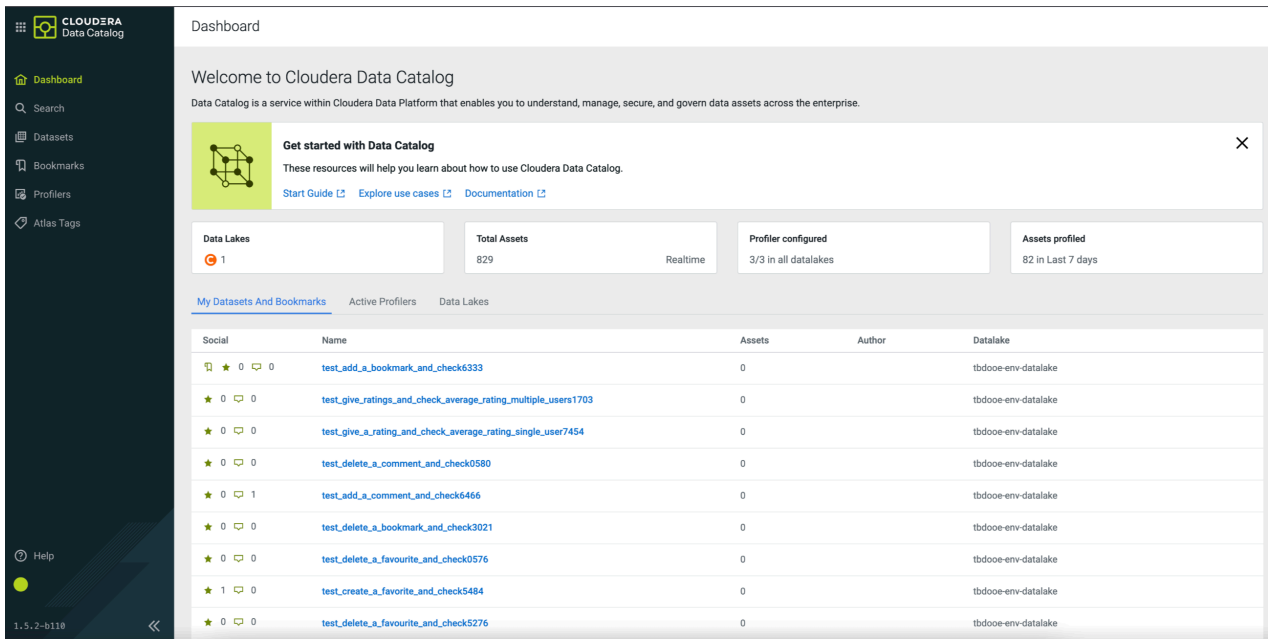 CLOUDERA
Data Catalog
Dashboard
Dashboard
Search
Datasets
Bookmarks
Profilers
Atlas Tags
Help
1.5.2-b110
Welcome to Cloudera Data Catalog
Data Catalog is a service within Cloudera Data Platform that enables you to understand, manage, secure, and govern data assets across the enterprise.
Get started with Data Catalog
These resources will help you learn about how to use Cloudera Data Catalog.
Start Guide Explore use cases Documentation
Data Lakes Total Assets Profiler configured Assets profiled
C 1 829 Realtime 3/3 in all datalakes 82 in Last 7 days
My Datasets And Bookmarks Active Profilers Data Lakes
Social Name Assets Author Datalake
0 0 test_add_a_bookmark_and_check6333 0 tbdooe-env-datalake
0 0 test_give_ratings_and_check_average_rating_multiple_users1703 0 tbdooe-env-datalake
0 0 test_give_a_rating_and_check_average_rating_single_user7454 0 tbdooe-env-datalake
0 0 test_delete_a_comment_and_check0580 0 tbdooe-env-datalake
0 1 test_add_a_comment_and_check6466 0 tbdooe-env-datalake
0 0 test_delete_a_bookmark_and_check3021 0 tbdooe-env-datalake
0 0 test_delete_a_favourite_and_check0576 0 tbdooe-env-datalake
1 0 test_create_a_favorite_and_check5484 0 tbdooe-env-datalake
0 0 test_delete_a_favourite_and_check5276 0 tbdooe-env-datalake